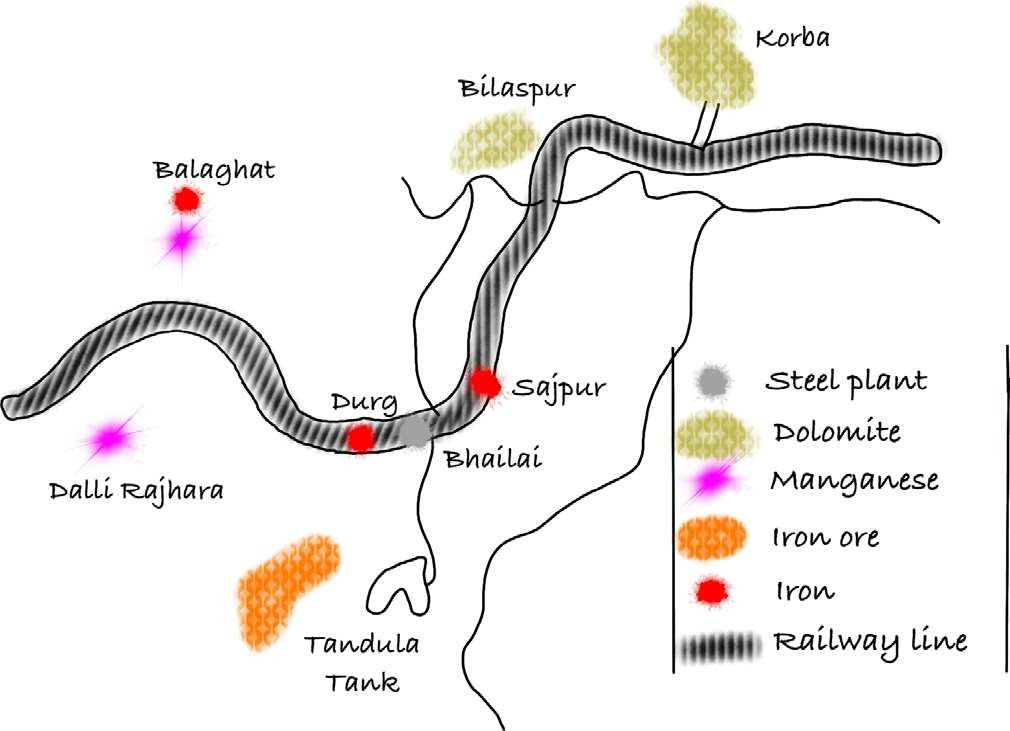 Korba
Bilaspur
Balaghat
Durg
Sajpur
Bhailai
Dalli Rajhara
Tandula
Tank
Steel plant
Dolomite
Manganese
Iron ore
Iron
Railway line